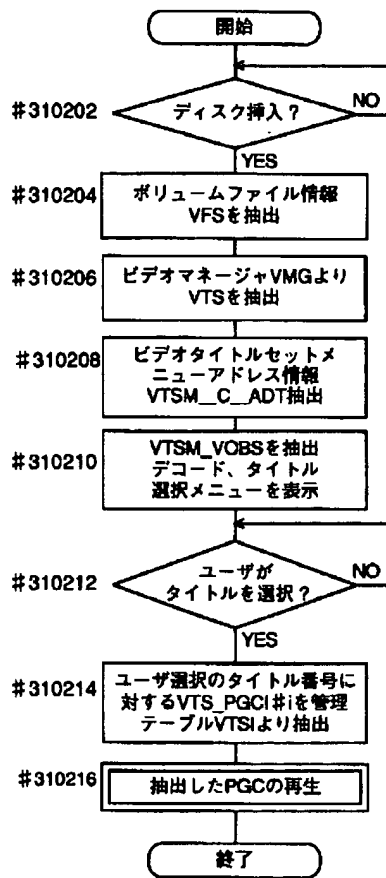 開始
#310202
ディスク挿入?
NO
YES
#310204
ボリュームファイル情報
VFSを抽出
#310206
ビデオマネージャVMGより
VTSを抽出
#310208
ビデオタイトルセットメ
ニューアドレス情報
VTSM__C__ADT抽出
#310210
VTSM_VOBSを抽出
デコード、タイトル
選択メニューを表示
#310212
ユーザが
タイトルを選択?
NO
YES
#310214
ユーザ選択のタイトル番号に
対するVTS_PGCI#iを管理
テーブルVTSIより抽出
#310216
抽出したPGCの再生
終了